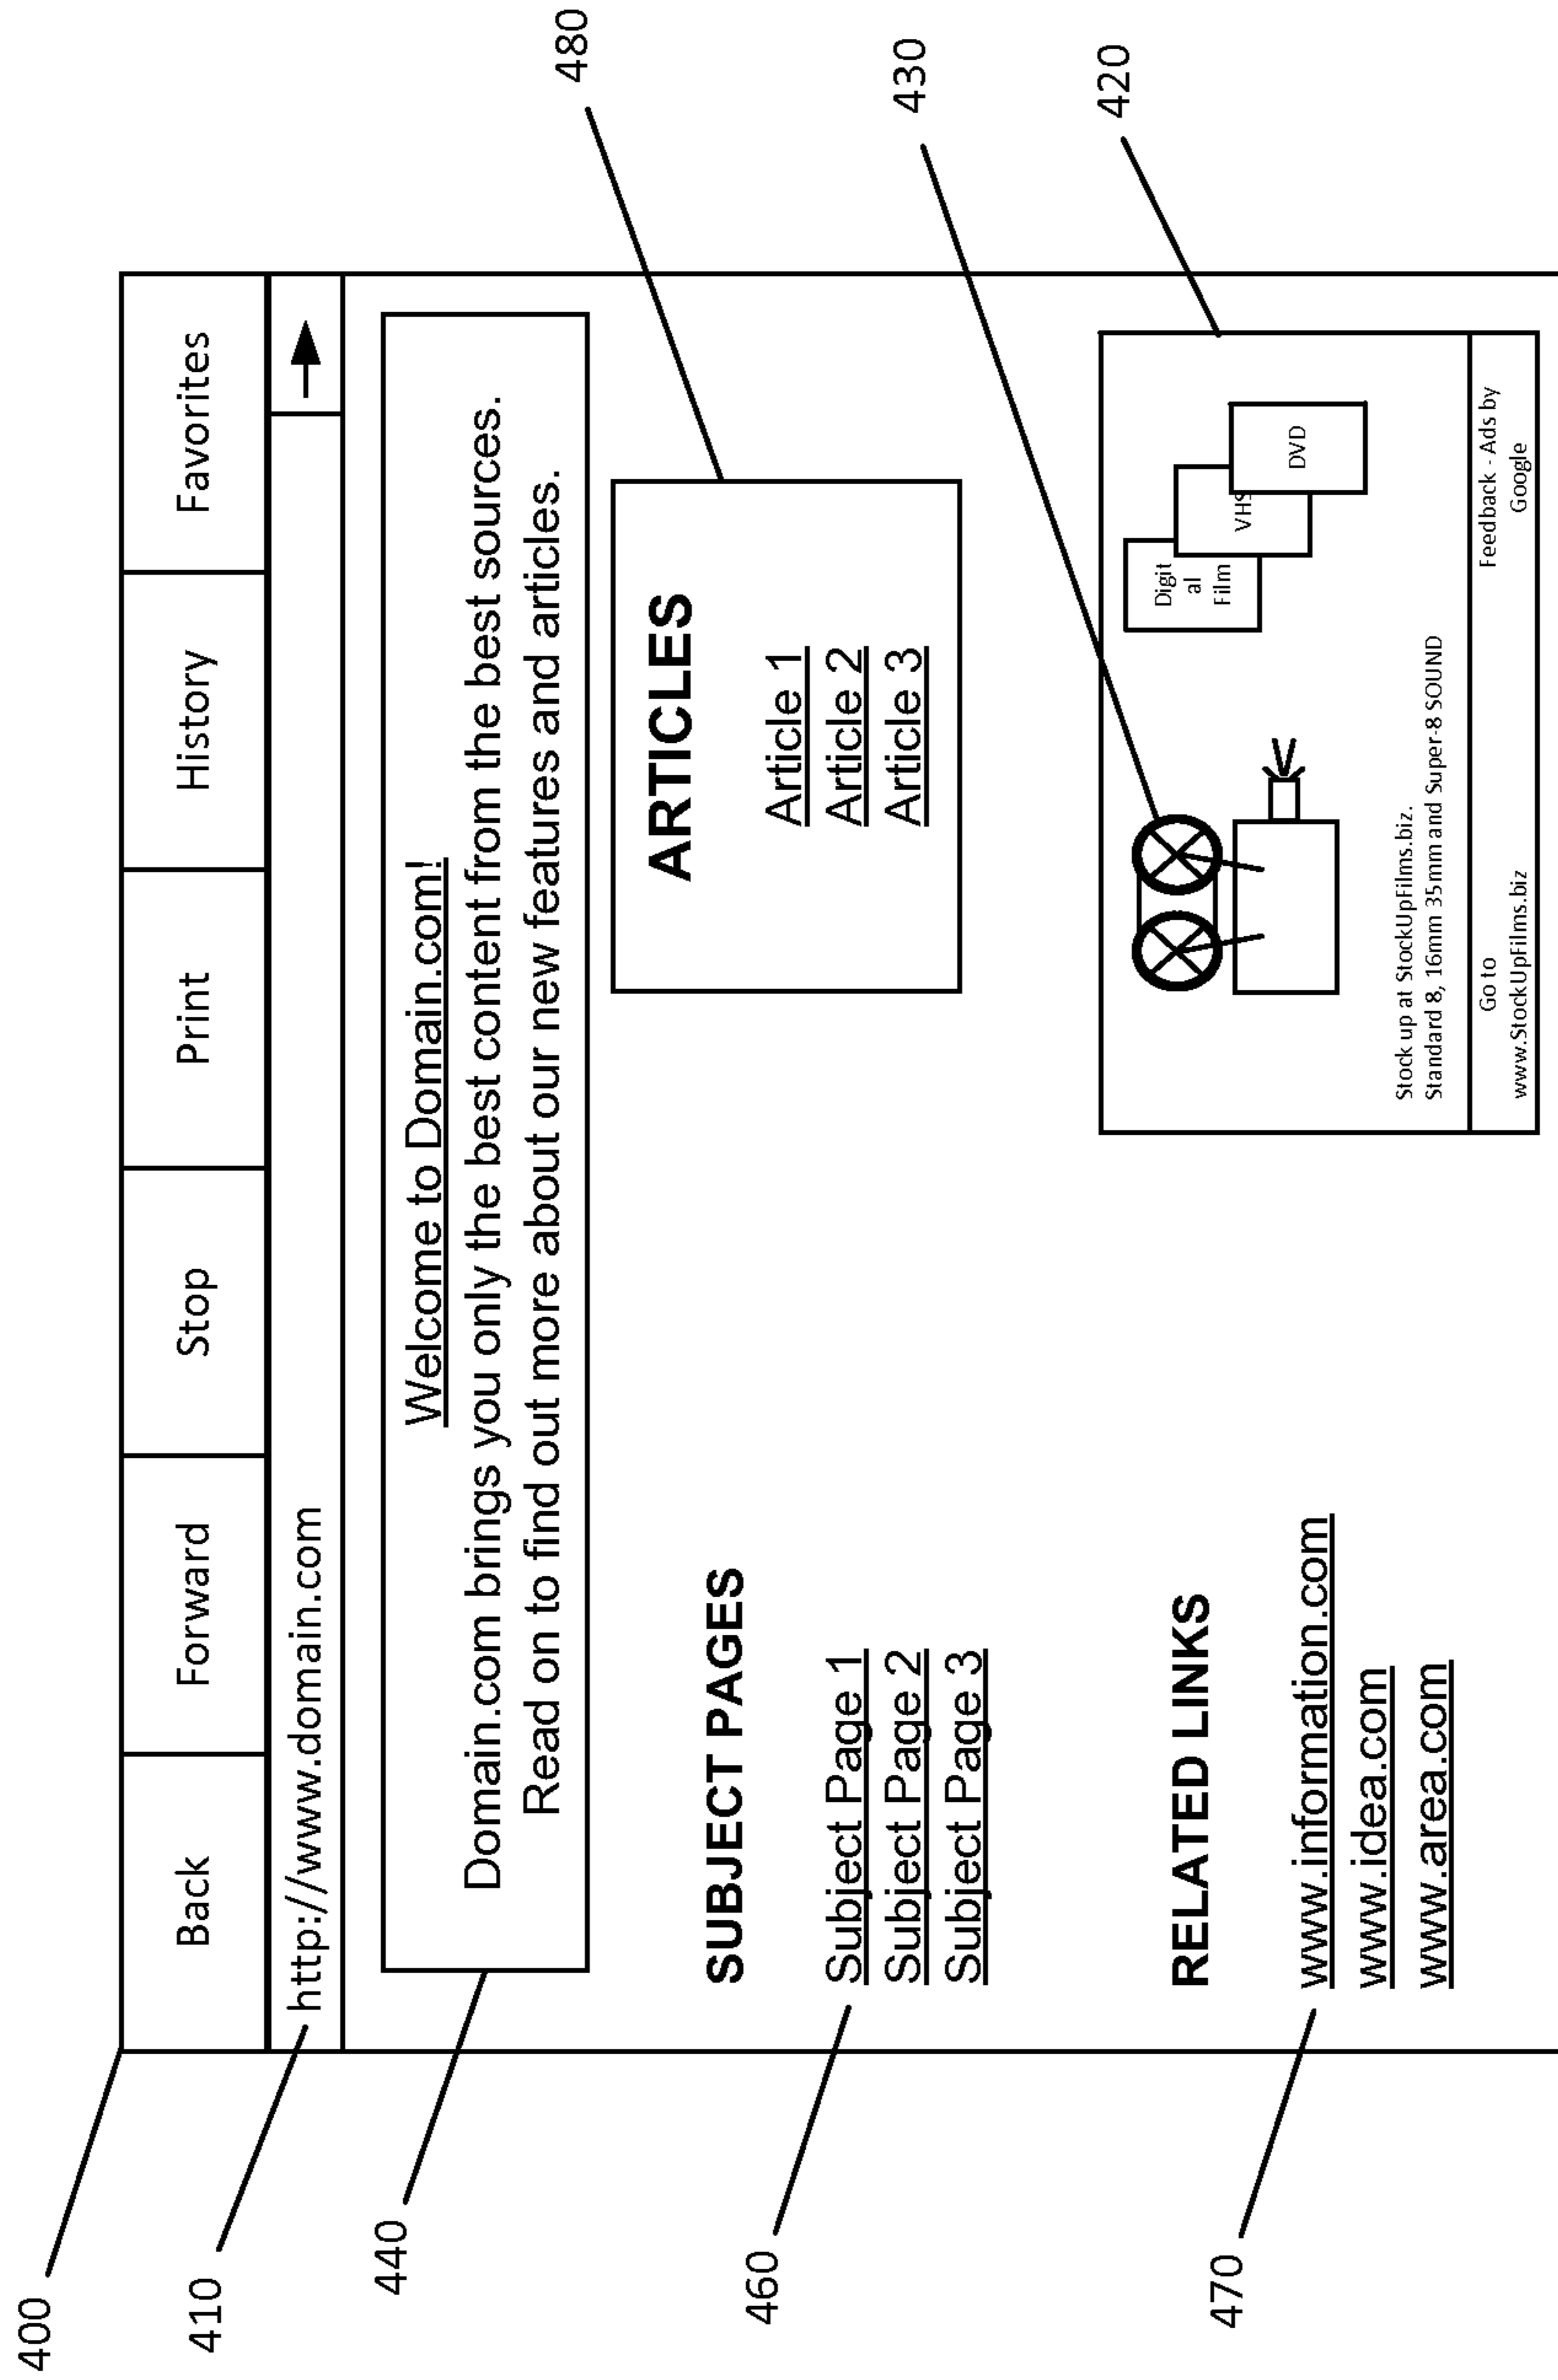 400
Back Forward Stop Print History Favorites
410
http://www.domain.com
440
Welcome to Domain.com!
Domain.com brings you only the best content from the best sources.
Read on to find out more about our new features and articles.
460
SUBJECT PAGES
Subject Page 1
Subject Page 2
Subject Page 3
480
ARTICLES
Article 1
Article 2
Article 3
470
RELATED LINKS
www.information.com
www.idea.com
www.area.com
430
420
Digit
al
Film
VHS
DVD
Stock up at StockUpFilms.biz.
Standard 8, 16mm 35mm and Super-8 SOUND
Go to
www.StockUpFilms.biz
Feedback - Ads by
Google